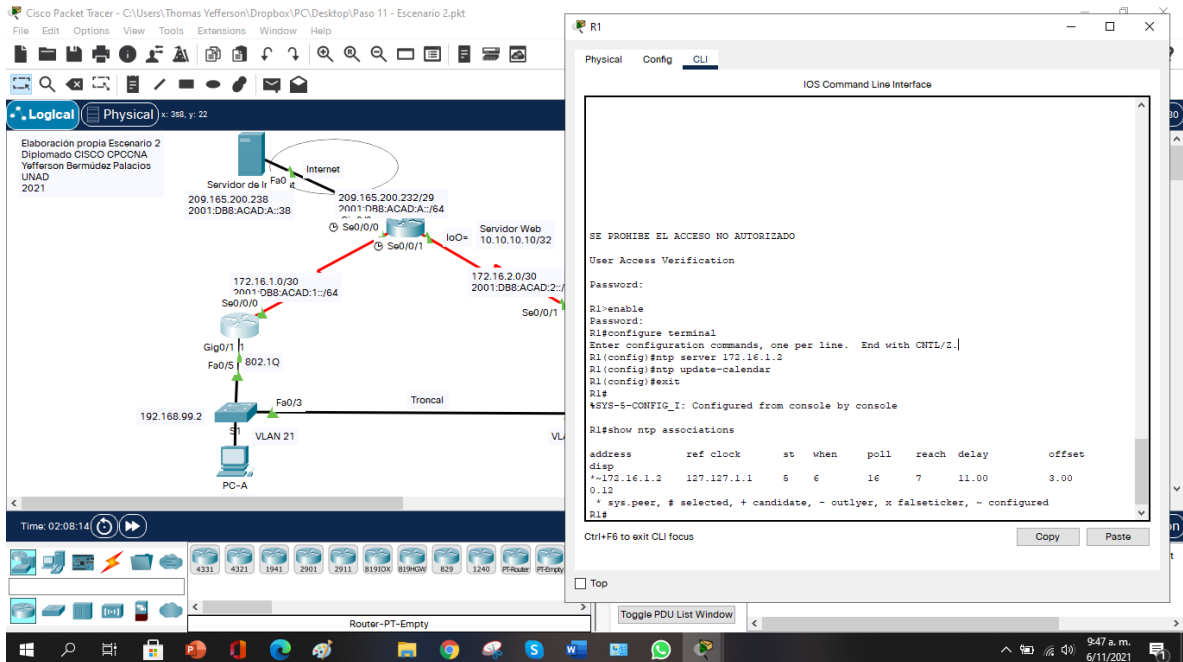 Cisco Packet Tracer - C:\Users\Thomas Yefferson\Dropbox\PC\Desktop\Paso 11 - Escenario 2.pkt
File Edit Options View Tools Extensions Window Help
Logical Physical x: 358, y: 22
Elaboración propia Escenario 2
Diplomado CISCO CPCCNA
Yefferson Bermúdez Palacios
UNAD
2021
Internet
Servidor de
Fa0
209.165.200.238
2001:DB8:ACAD:A::38
209.165.200.232/29
2001:DB8:ACAD:A::/64
Se0/0/0
Se0/0/1
loO=
Servidor Web
10.10.10.10/32
172.16.1.0/30
2001:DB8:ACAD:1::/64
Se0/0/0
172.16.2.0/30
2001:DB8:ACAD:2::/
Se0/0/1
Gig0/1
Fa0/5
802.1Q
Fa0/3
Troncal
192.168.99.2
S1
VLAN 21
PC-A
Time: 02:08:14
4331 4321 1941 2901 2911 819IOX 819HGW 829 1240 PT-Router PT-Empty
Router-PT-Empty
R1
Physical Config CLI
IOS Command Line Interface
SE PROHIBE EL ACCESO NO AUTORIZADO
User Access Verification
Password:
R1>enable
Password:
R1#configure terminal
Enter configuration commands, one per line. End with CNTL/Z.
R1(config)#ntp server 172.16.1.2
R1(config)#ntp update-calendar
R1(config)#exit
R1#
%SYS-5-CONFIG_I: Configured from console by console
R1#show ntp associations
address ref clock st when poll reach delay offset
disp
*~172.16.1.2 127.127.1.1 5 6 16 7 11.00 3.00
0.12
* sys.peer, # selected, + candidate, - outlyer, x falseticker, ~ configured
R1#
Ctrl+F6 to exit CLI focus
Copy Paste
Top
Toggle PDU List Window
9:47 a. m.
6/11/2021